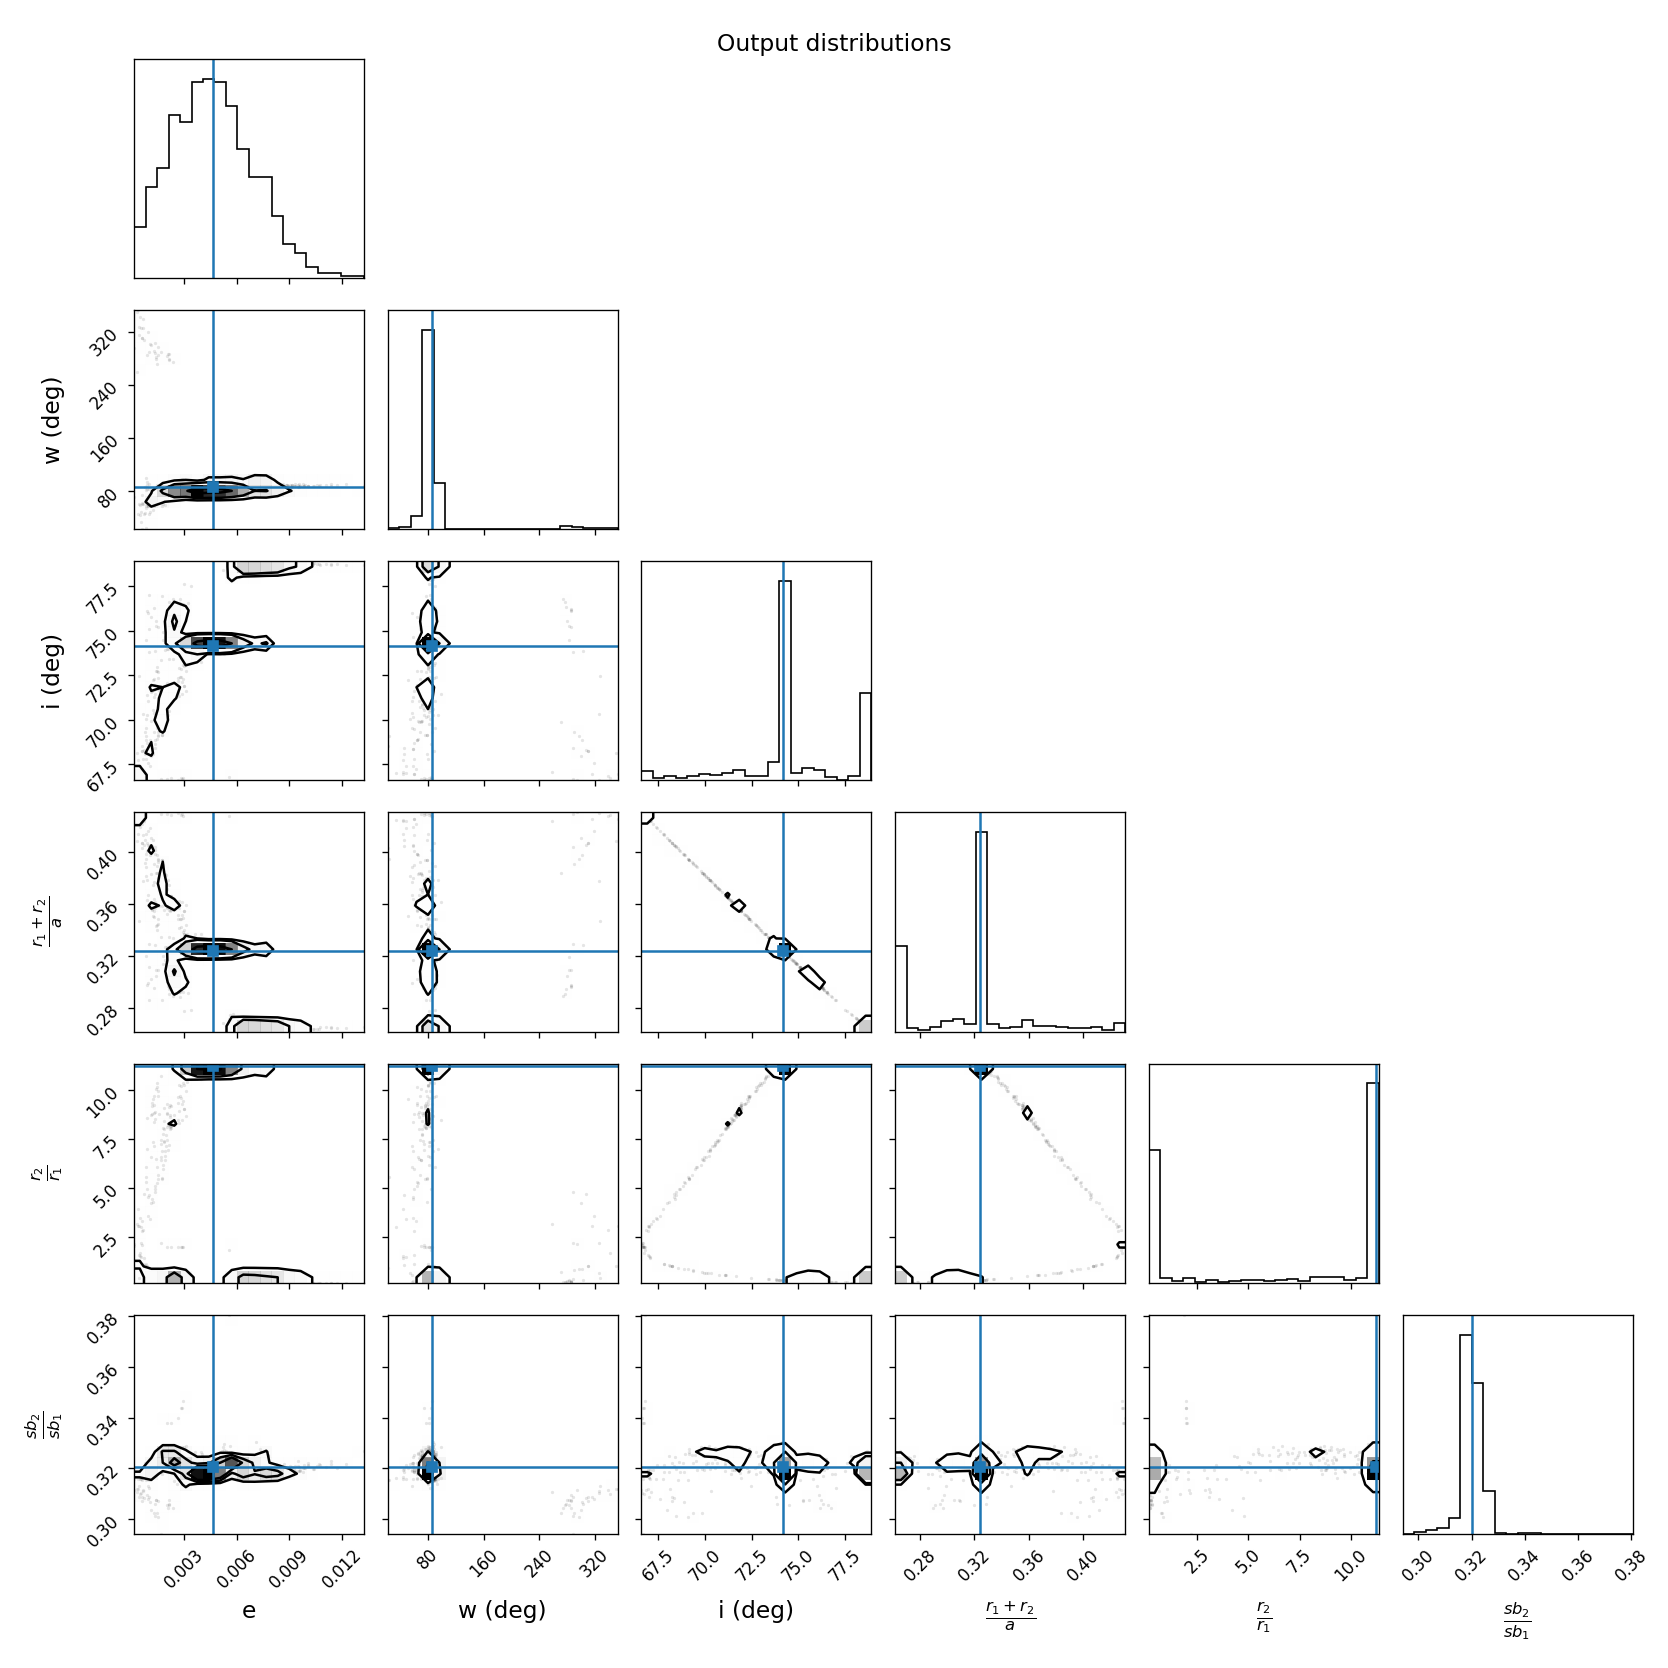 Output distributions
320
240
160
80
w (deg)
77.5
75.0
72.5
70.0
67.5
i (deg)
0.40
0.36
0.32
0.28
r₁ + r₂
a
10.0
7.5
5.0
2.5
r₂
r₁
0.38
0.36
0.34
0.32
0.30
sb₂
sb₁
0.003 0.006 0.009 0.012
80 160 240 320
67.5 70.0 72.5 75.0 77.5
0.28 0.32 0.36 0.40
2.5 5.0 7.5 10.0
0.30 0.32 0.34 0.36 0.38
e
w (deg)
i (deg)
r₁ + r₂
a
r₂
r₁
sb₂
sb₁